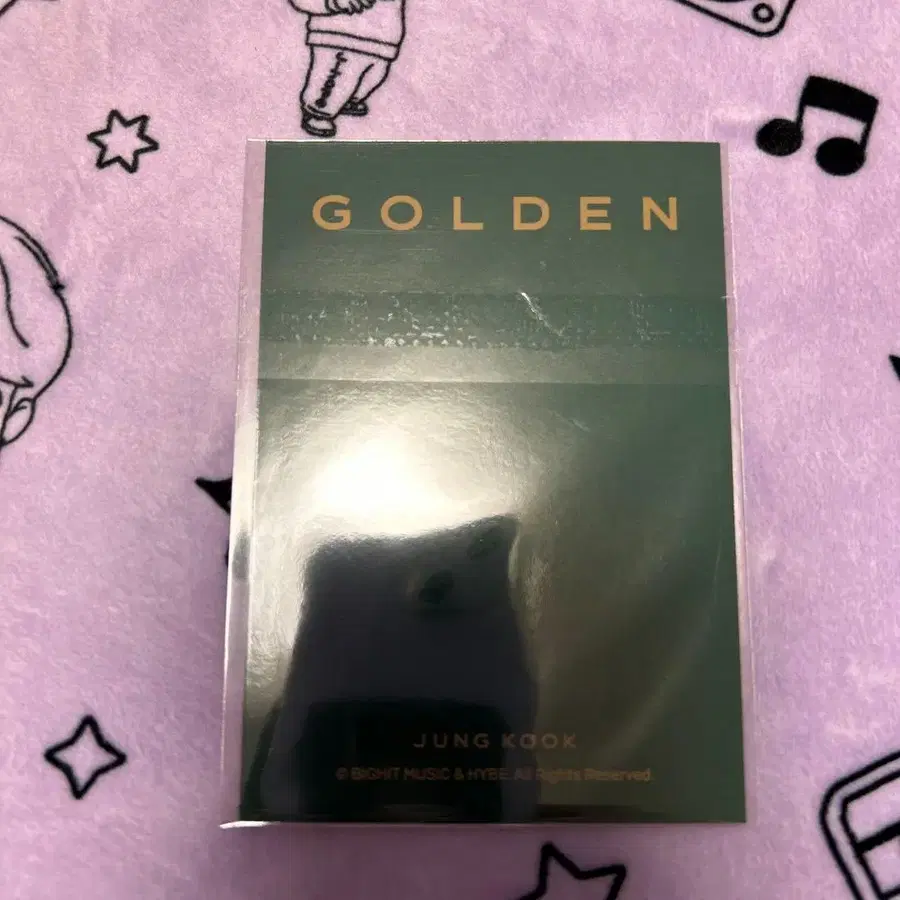 GOLDEN
JUNG KOOK
© BIGHIT MUSIC & HYBE. All Rights Reserved.